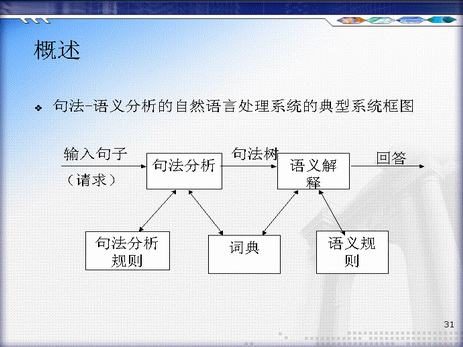 概述
句法-语义分析的自然语言处理系统的典型系统框图
输入句子
（请求）
句法分析
句法树
语义解
释
回答
句法分析
规则
词典
语义规
则
31